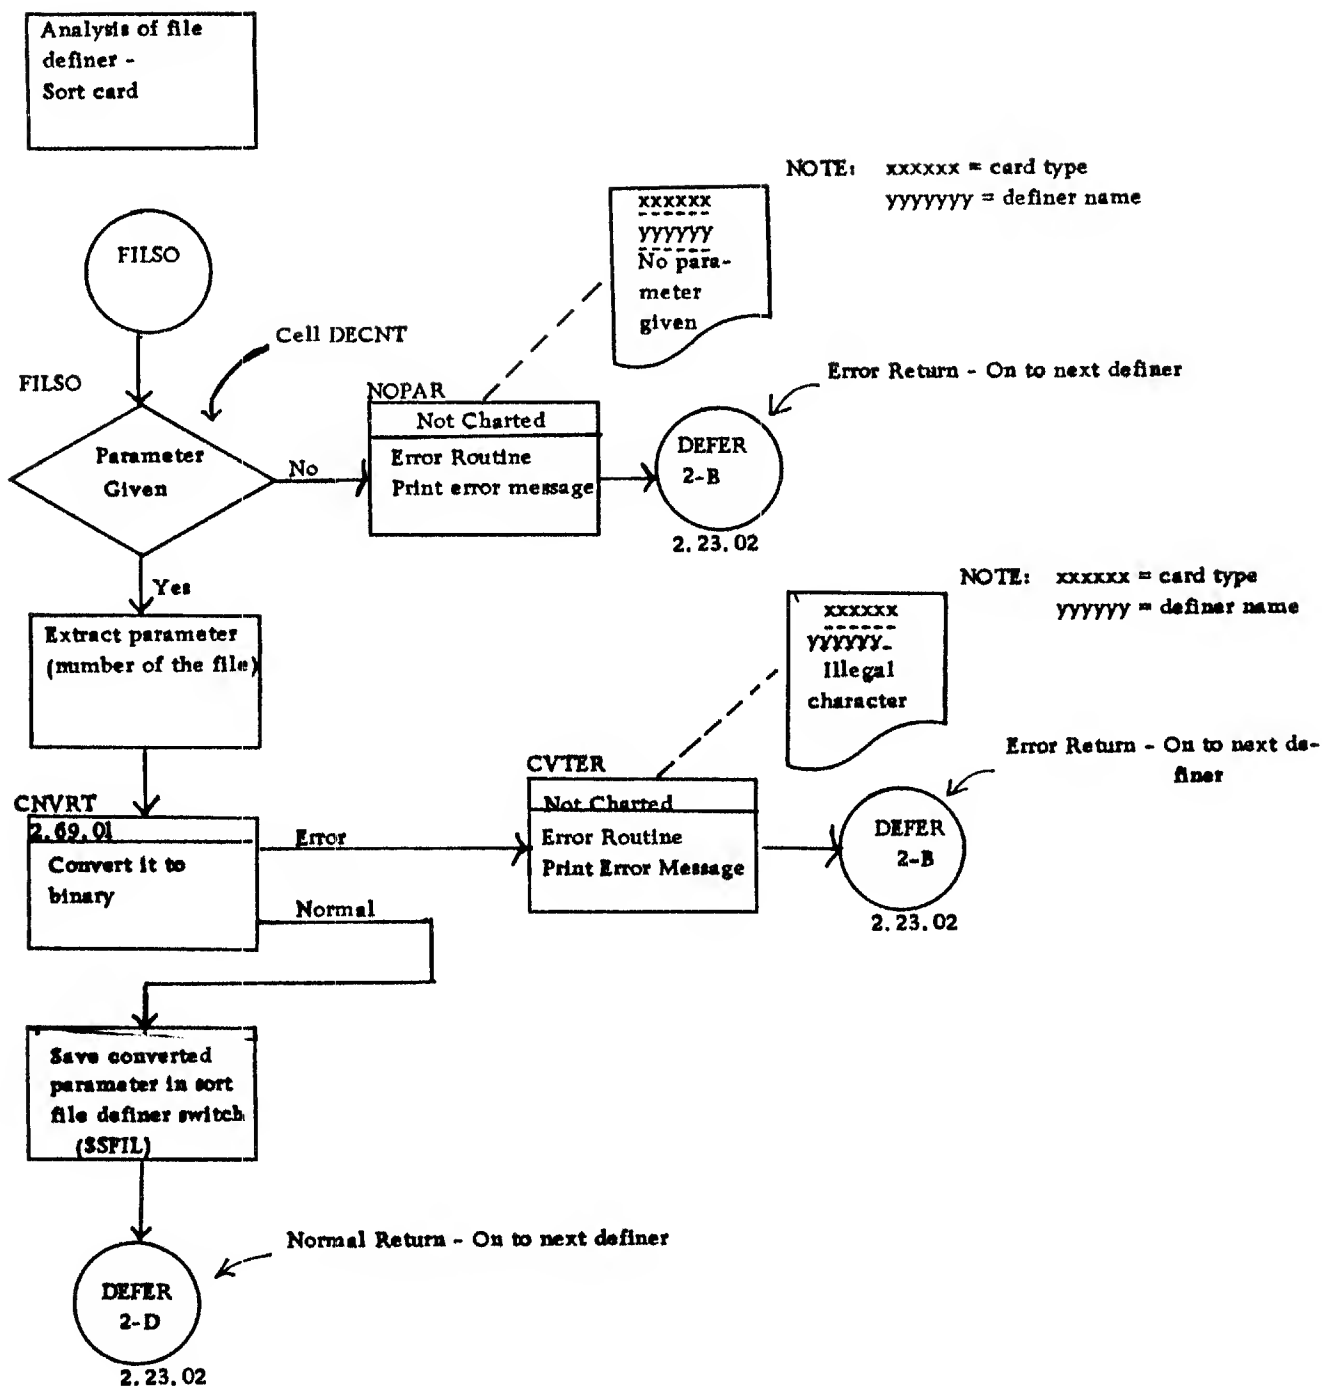 Analysis of file
definer -
Sort card
NOTE: xxxxxx = card type
yyyyyyy = definer name
xxxxxx
yyyyyy
No para-
meter
given
FILSO
Cell DECNT
FILSO
Error Return - On to next definer
NOPAR
Not Charted
Error Routine
Print error message
Parameter
Given
No
DEFER
2-B
2.23.02
Yes
NOTE: xxxxxx = card type
yyyyyy = definer name
xxxxxx
yyyyyy
Illegal
character
Extract parameter
(number of the file)
Error Return - On to next de-
finer
CVTER
Not Charted
Error Routine
Print Error Message
CNVRT
2.69.01
Convert it to
binary
Error
Normal
DEFER
2-B
2.23.02
Save converted
parameter in sort
file definer switch
($SFIL)
Normal Return - On to next definer
DEFER
2-D
2.23.02